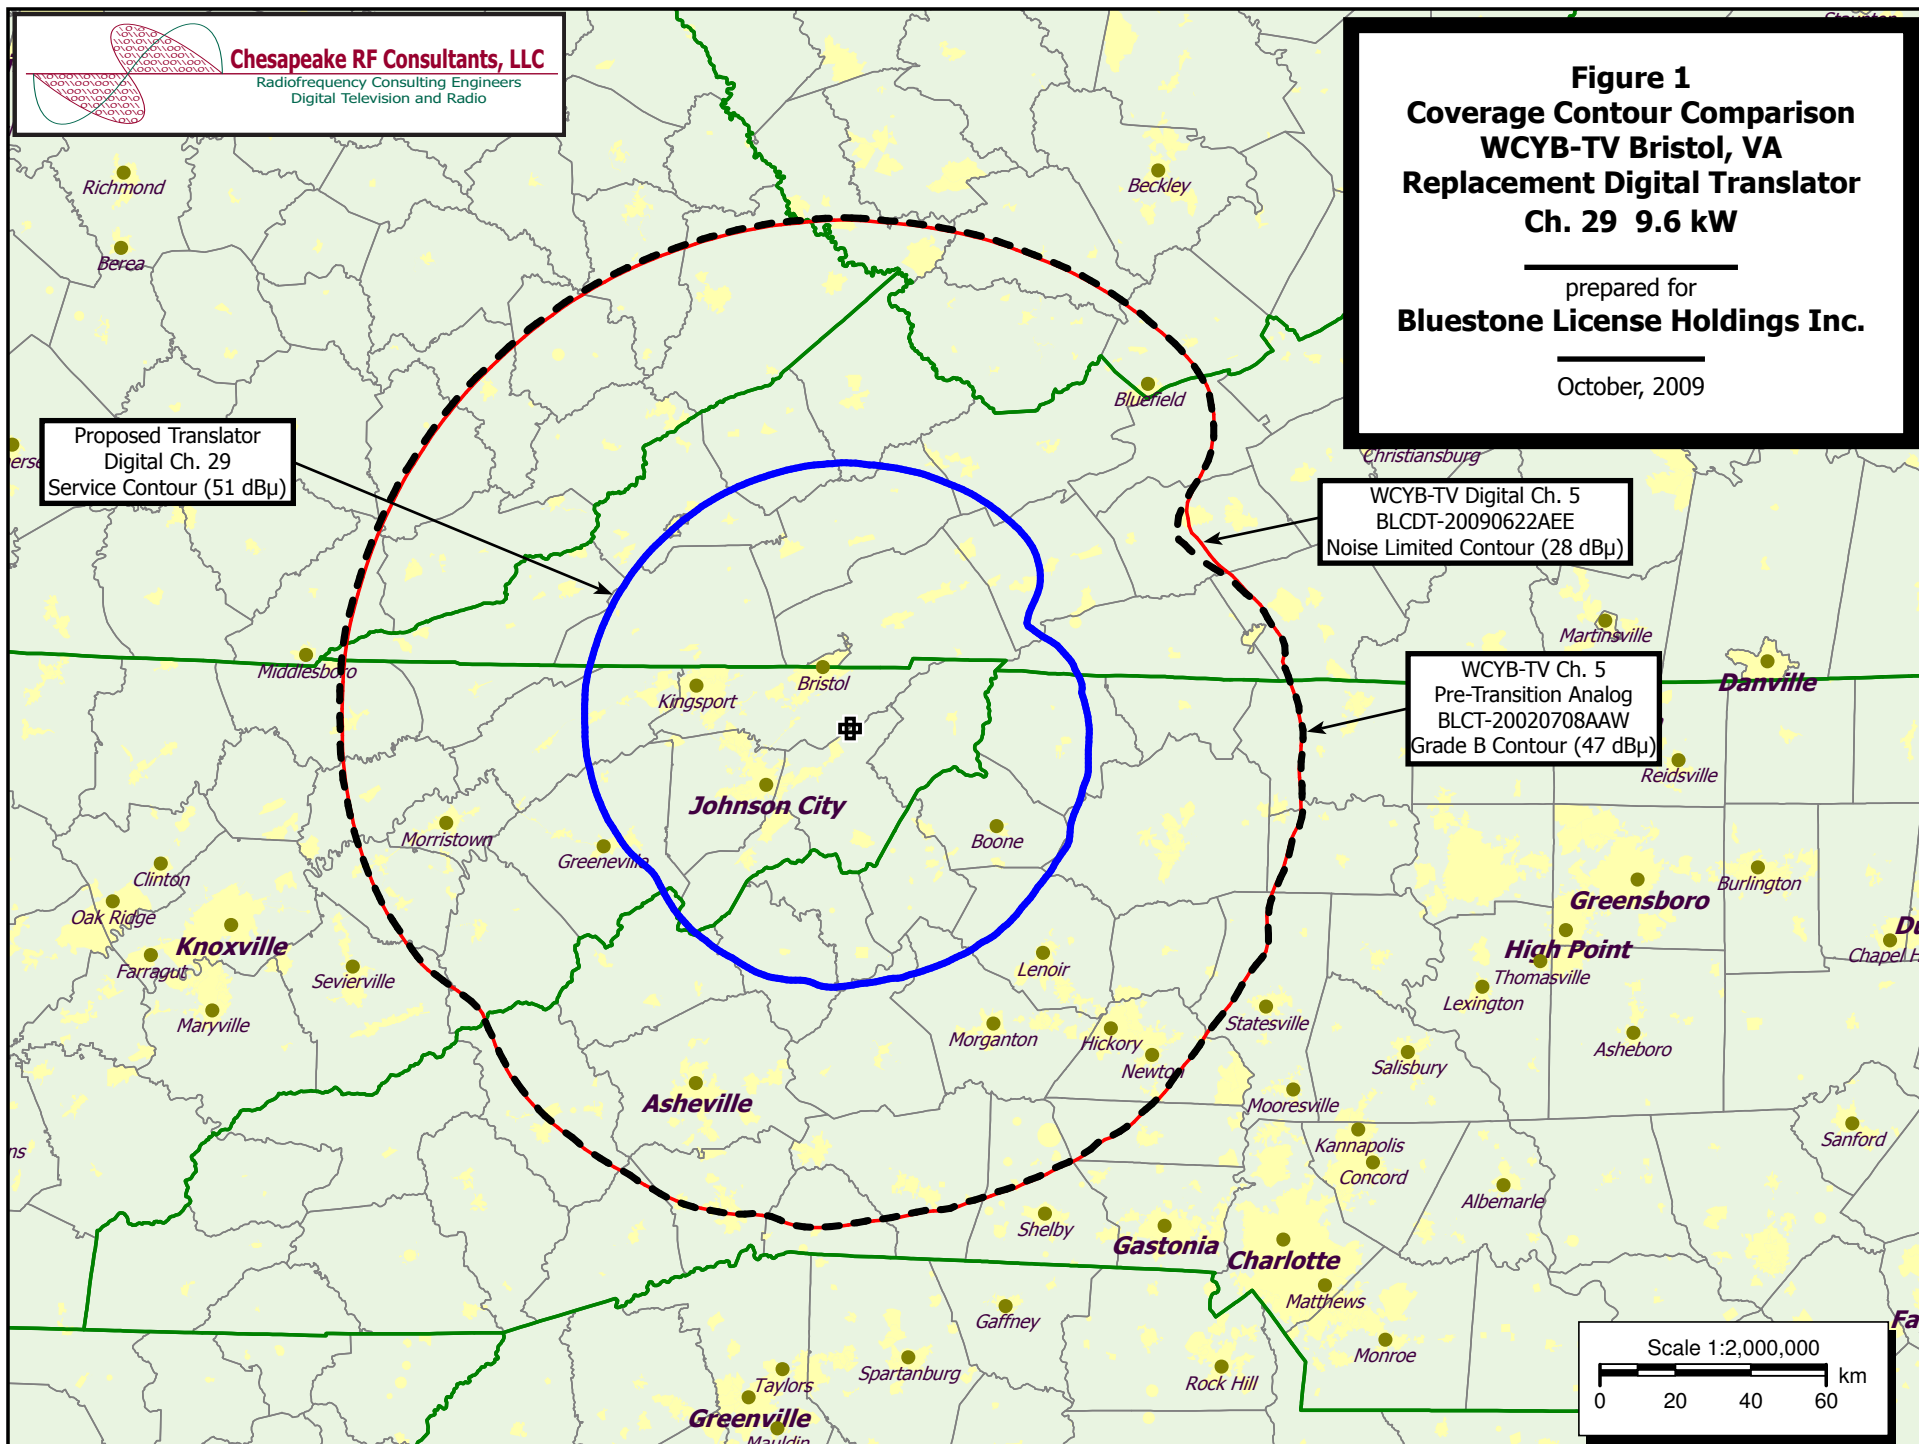 Chesapeake RF Consultants, LLC
Radiofrequency Consulting Engineers
Digital Television and Radio
Figure 1
Coverage Contour Comparison
WCYB-TV Bristol, VA
Replacement Digital Translator
Ch. 29 9.6 kW
prepared for
Bluestone License Holdings Inc.
October, 2009
Richmond
Berea
Beckley
Bluefield
Christiansburg
Proposed Translator
Digital Ch. 29
Service Contour (51 dBµ)
WCYB-TV Digital Ch. 5
BLCDT-20090622AEE
Noise Limited Contour (28 dBµ)
Martinsville
Middlesboro
Kingsport
Bristol
WCYB-TV Ch. 5
Pre-Transition Analog
BLCT-20020708AAW
Grade B Contour (47 dBµ)
Danville
Reidsville
Johnson City
Morristown
Greeneville
Boone
Clinton
Oak Ridge
Knoxville
Farragut
Sevierville
Maryville
Lenoir
Greensboro
Burlington
High Point
Thomasville
Lexington
Chapel H
Morganton
Hickory
Newton
Statesville
Salisbury
Asheboro
Asheville
Mooresville
Kannapolis
Concord
Sanford
Albemarle
Shelby
Gastonia
Charlotte
Matthews
Gaffney
Monroe
Spartanburg
Rock Hill
Taylors
Greenville
Mauldin
Scale 1:2,000,000
0 20 40 60 km